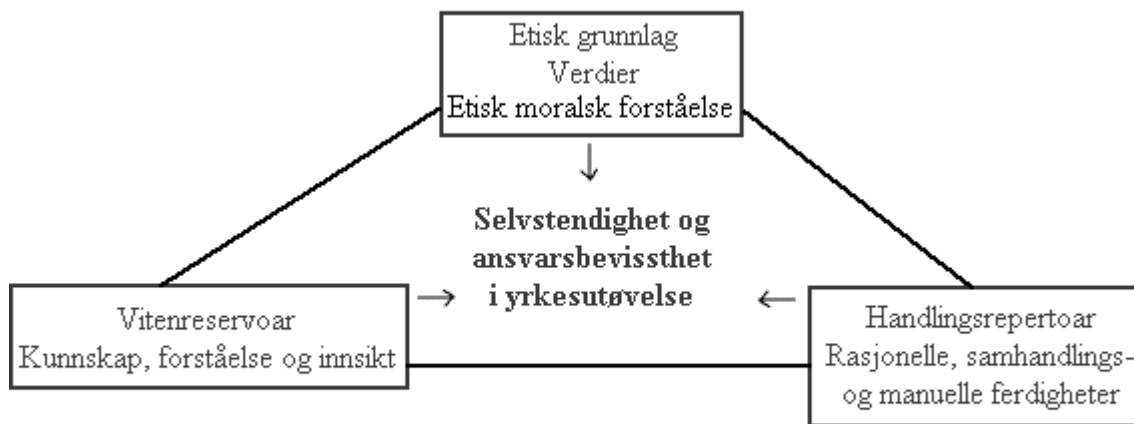 Etisk grunnlag
Verdier
Etisk moralsk forståelse
Selvstendighet og
ansvarsbevissthet
i yrkesutøvelse
Vitenreservoar
Kunnskap, forståelse og innsikt
Handlingsrepertoar
Rasjonelle, samhandlings-
og manuelle ferdigheter